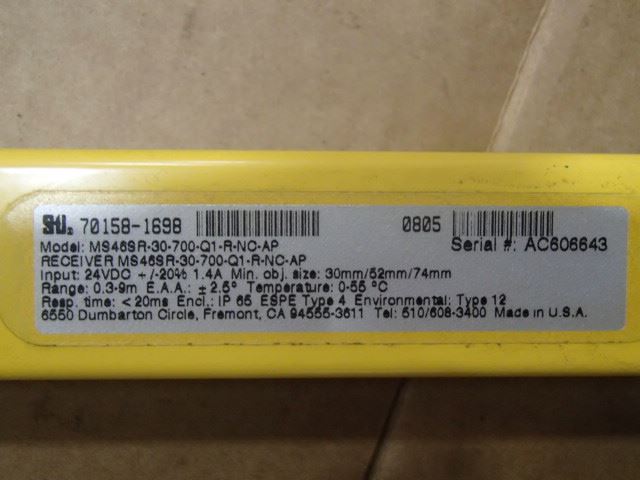 STI® 70158-1698 0805
Model: MS46SR-30-700-Q1-R-NC-AP Serial #: AC606643
RECEIVER MS46SR-30-700-Q1-R-NC-AP
Input: 24VDC +/-20% 1.4A Min. obj. size: 30mm/52mm/74mm
Range: 0.3-9m E.A.A.: ±2.5° Temperature: 0-55 °C
Resp. time: <20ms Encl.: IP 65 ESPE Type 4 Environmental: Type 12
6550 Dumbarton Circle, Fremont, CA 94555-3611 Tel: 510/608-3400 Made in U.S.A.